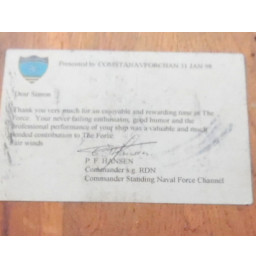 Presented by COMSTANAVFORCHAN 21 JAN 98
Dear Simon
Thank you very much for an enjoyable and rewarding time in The
Force. Your never failing enthusiasm, good humor and the
professional performance of your ship was a valuable and much
needed contribution to The Force.
Fair winds
P. F. HANSEN
Commander s.g. RDN
Commander Standing Naval Force Channel